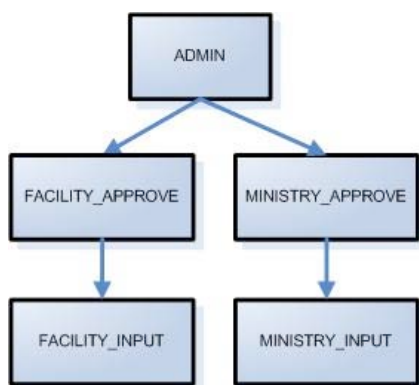 ADMIN
FACILITY_APPROVE
MINISTRY_APPROVE
FACILITY_INPUT
MINISTRY_INPUT